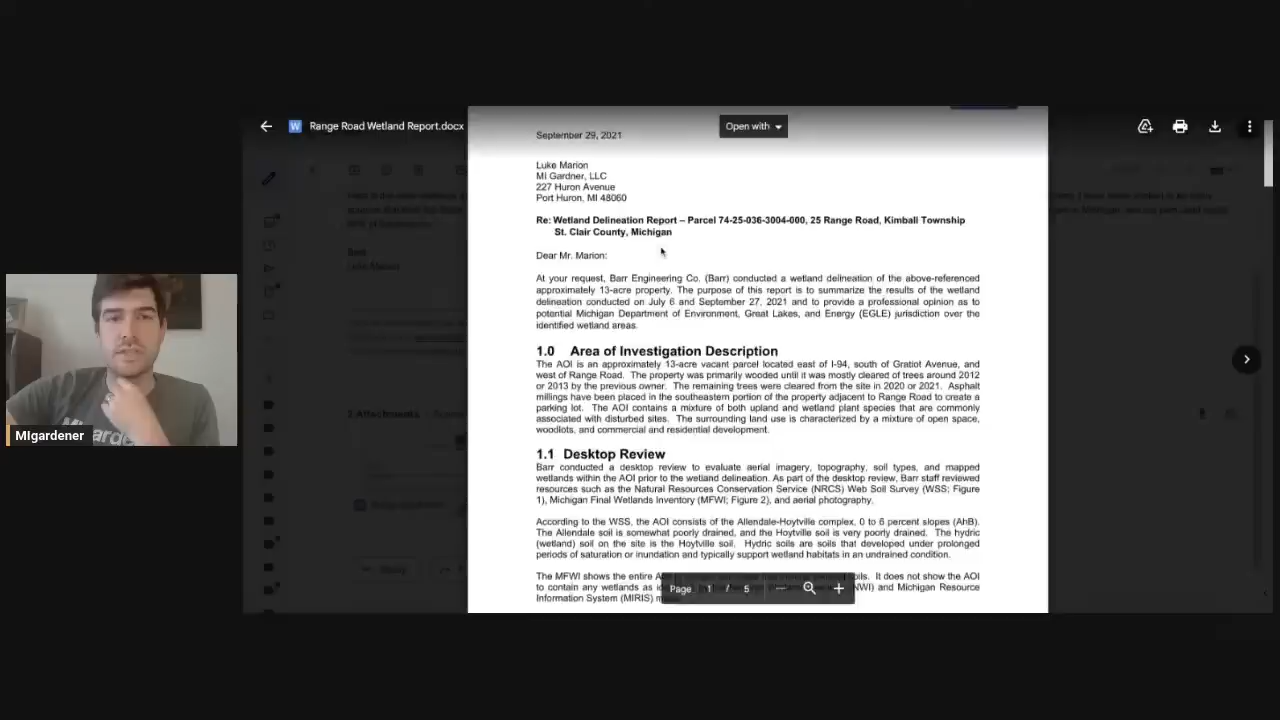 Range Road Wetland Report.docx
Open with
September 29, 2021
Luke Marion
MI Gardner, LLC
227 Huron Avenue
Port Huron, MI 48060
Re: Wetland Delineation Report – Parcel 74-25-036-3004-000, 25 Range Road, Kimball Township
St. Clair County, Michigan
Dear Mr. Marion:
At your request, Barr Engineering Co. (Barr) conducted a wetland delineation of the above-referenced
approximately 13-acre property. The purpose of this report is to summarize the results of the wetland
delineation conducted on July 6 and September 27, 2021 and to provide a professional opinion as to
potential Michigan Department of Environment, Great Lakes, and Energy (EGLE) jurisdiction over the
identified wetland areas.
1.0 Area of Investigation Description
The AOI is an approximately 13-acre vacant parcel located east of I-94, south of Gratiot Avenue, and
west of Range Road. The property was primarily wooded until it was mostly cleared of trees around 2012
or 2013 by the previous owner. The remaining trees were cleared from the site in 2020 or 2021. Asphalt
millings have been placed in the southeastern portion of the property adjacent to Range Road to create a
parking lot. The AOI contains a mixture of both upland and wetland plant species that are commonly
associated with disturbed sites. The surrounding land use is characterized by a mixture of open space,
woodlots, and commercial and residential development.
1.1 Desktop Review
Barr conducted a desktop review to evaluate aerial imagery, topography, soil types, and mapped
wetlands within the AOI prior to the wetland delineation. As part of the desktop review, Barr staff reviewed
resources such as the Natural Resources Conservation Service (NRCS) Web Soil Survey (WSS; Figure
1), Michigan Final Wetlands Inventory (MFWI; Figure 2), and aerial photography.
According to the WSS, the AOI consists of the Allendale-Hoytville complex, 0 to 6 percent slopes (AhB).
The Allendale soil is somewhat poorly drained, and the Hoytville soil is very poorly drained. The hydric
(wetland) soil on the site is the Hoytville soil. Hydric soils are soils that developed under prolonged
periods of saturation or inundation and typically support wetland habitats in an undrained condition.
The MFWI shows the entire soils. It does not show the AOI
to contain any wetlands as NWI) and Michigan Resource
Information System (MIRIS)
Page 1 / 5
MIgardener
Luke Marion
2 Attachments